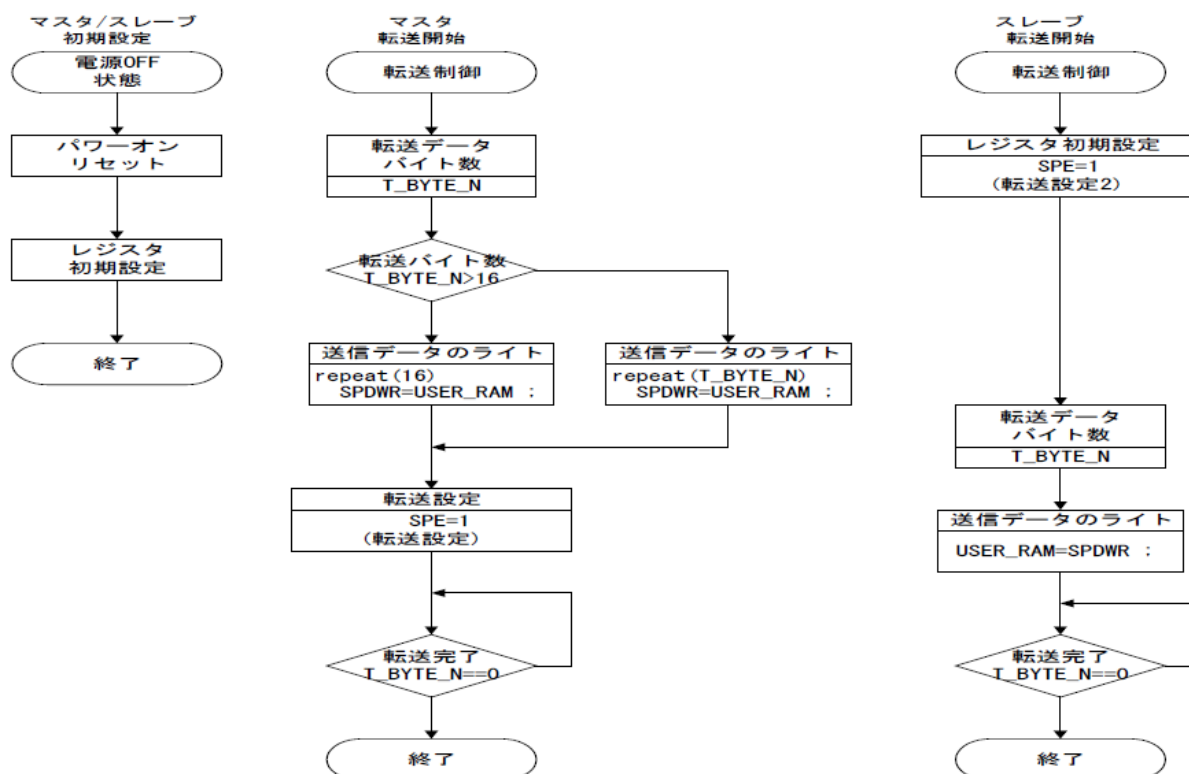 マスタ/スレーブ
初期設定
電源OFF
状態
パワーオン
リセット
レジスタ
初期設定
終了
マスタ
転送開始
転送制御
転送データ
バイト数
T_BYTE_N
転送バイト数
T_BYTE_N>16
送信データのライト
repeat(16)
SPDWR=USER_RAM ;
送信データのライト
repeat(T_BYTE_N)
SPDWR=USER_RAM ;
転送設定
SPE=1
(転送設定)
転送完了
T_BYTE_N==0
終了
スレーブ
転送開始
転送制御
レジスタ初期設定
SPE=1
(転送設定2)
転送データ
バイト数
T_BYTE_N
送信データのライト
USER_RAM=SPDWR ;
転送完了
T_BYTE_N==0
終了